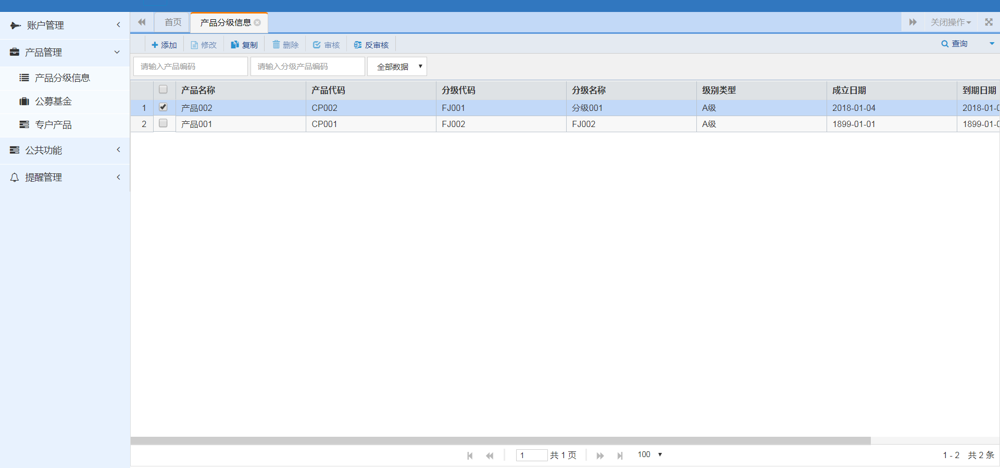 账户管理
产品管理
产品分级信息
公募基金
专户产品
公共功能
提醒管理
首页 产品分级信息 关闭操作
添加 修改 复制 删除 审核 反审核 查询
请输入产品编码 请输入分级产品编码 全部数据
产品名称 产品代码 分级代码 分级名称 级别类型 成立日期 到期日期
1 产品002 CP002 FJ001 分级001 A级 2018-01-04 2018-01-0
2 产品001 CP001 FJ002 FJ002 A级 1899-01-01 1899-01-0
1 共 1 页 100 1 - 2 共 2 条